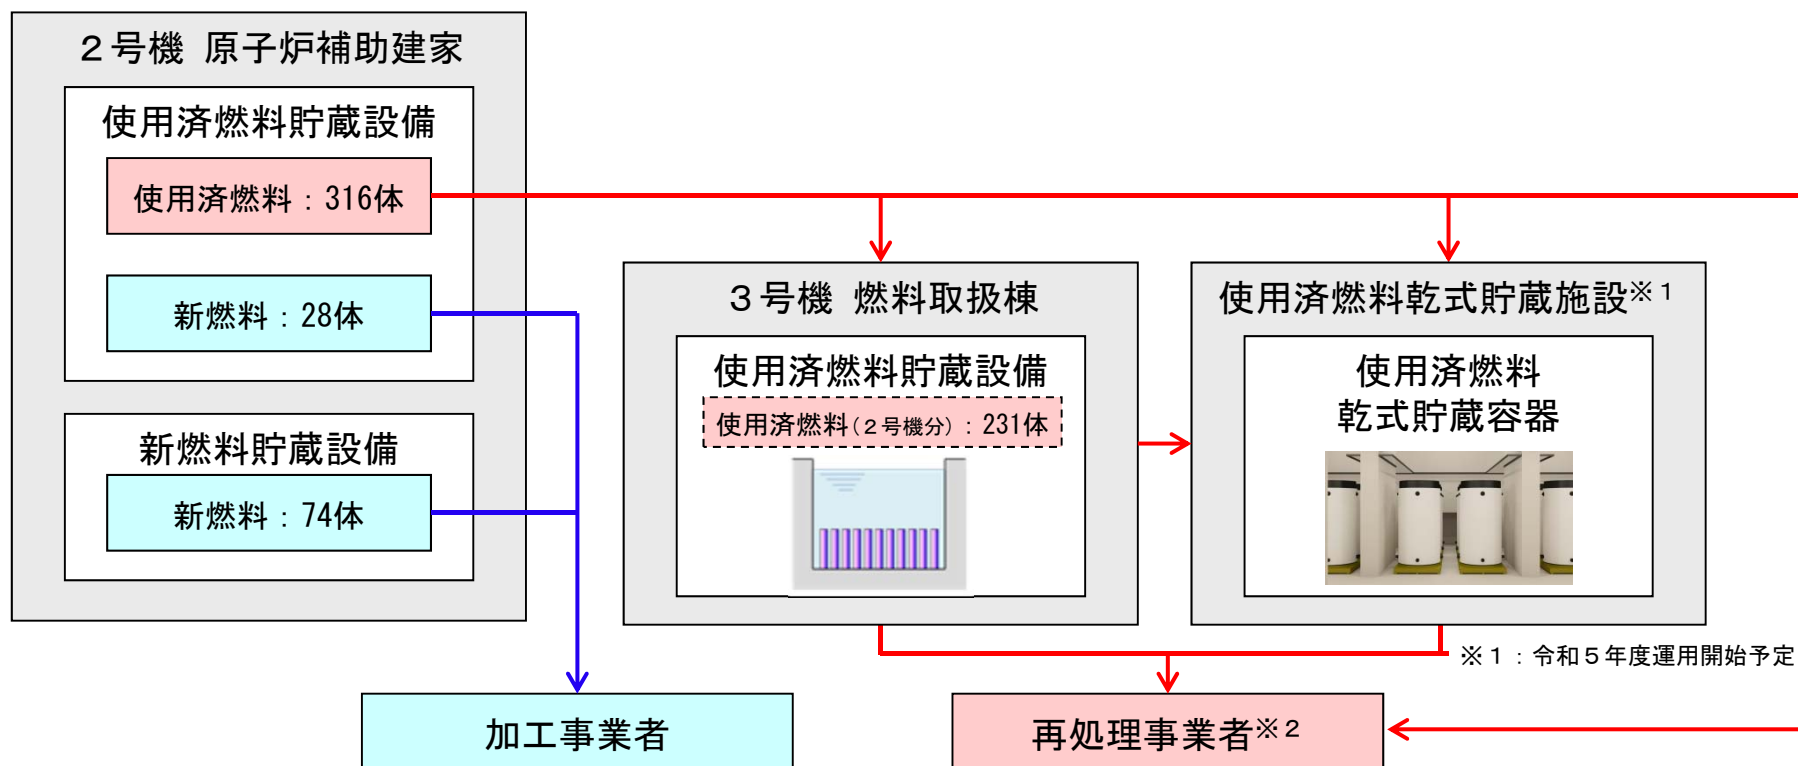 ２号機 原子炉補助建家
使用済燃料貯蔵設備
使用済燃料：316体
新燃料：28体
新燃料貯蔵設備
新燃料：74体
３号機 燃料取扱棟
使用済燃料貯蔵設備
使用済燃料（２号機分）：231体
使用済燃料乾式貯蔵施設※１
使用済燃料
乾式貯蔵容器
※１：令和５年度運用開始予定
加工事業者
再処理事業者※２